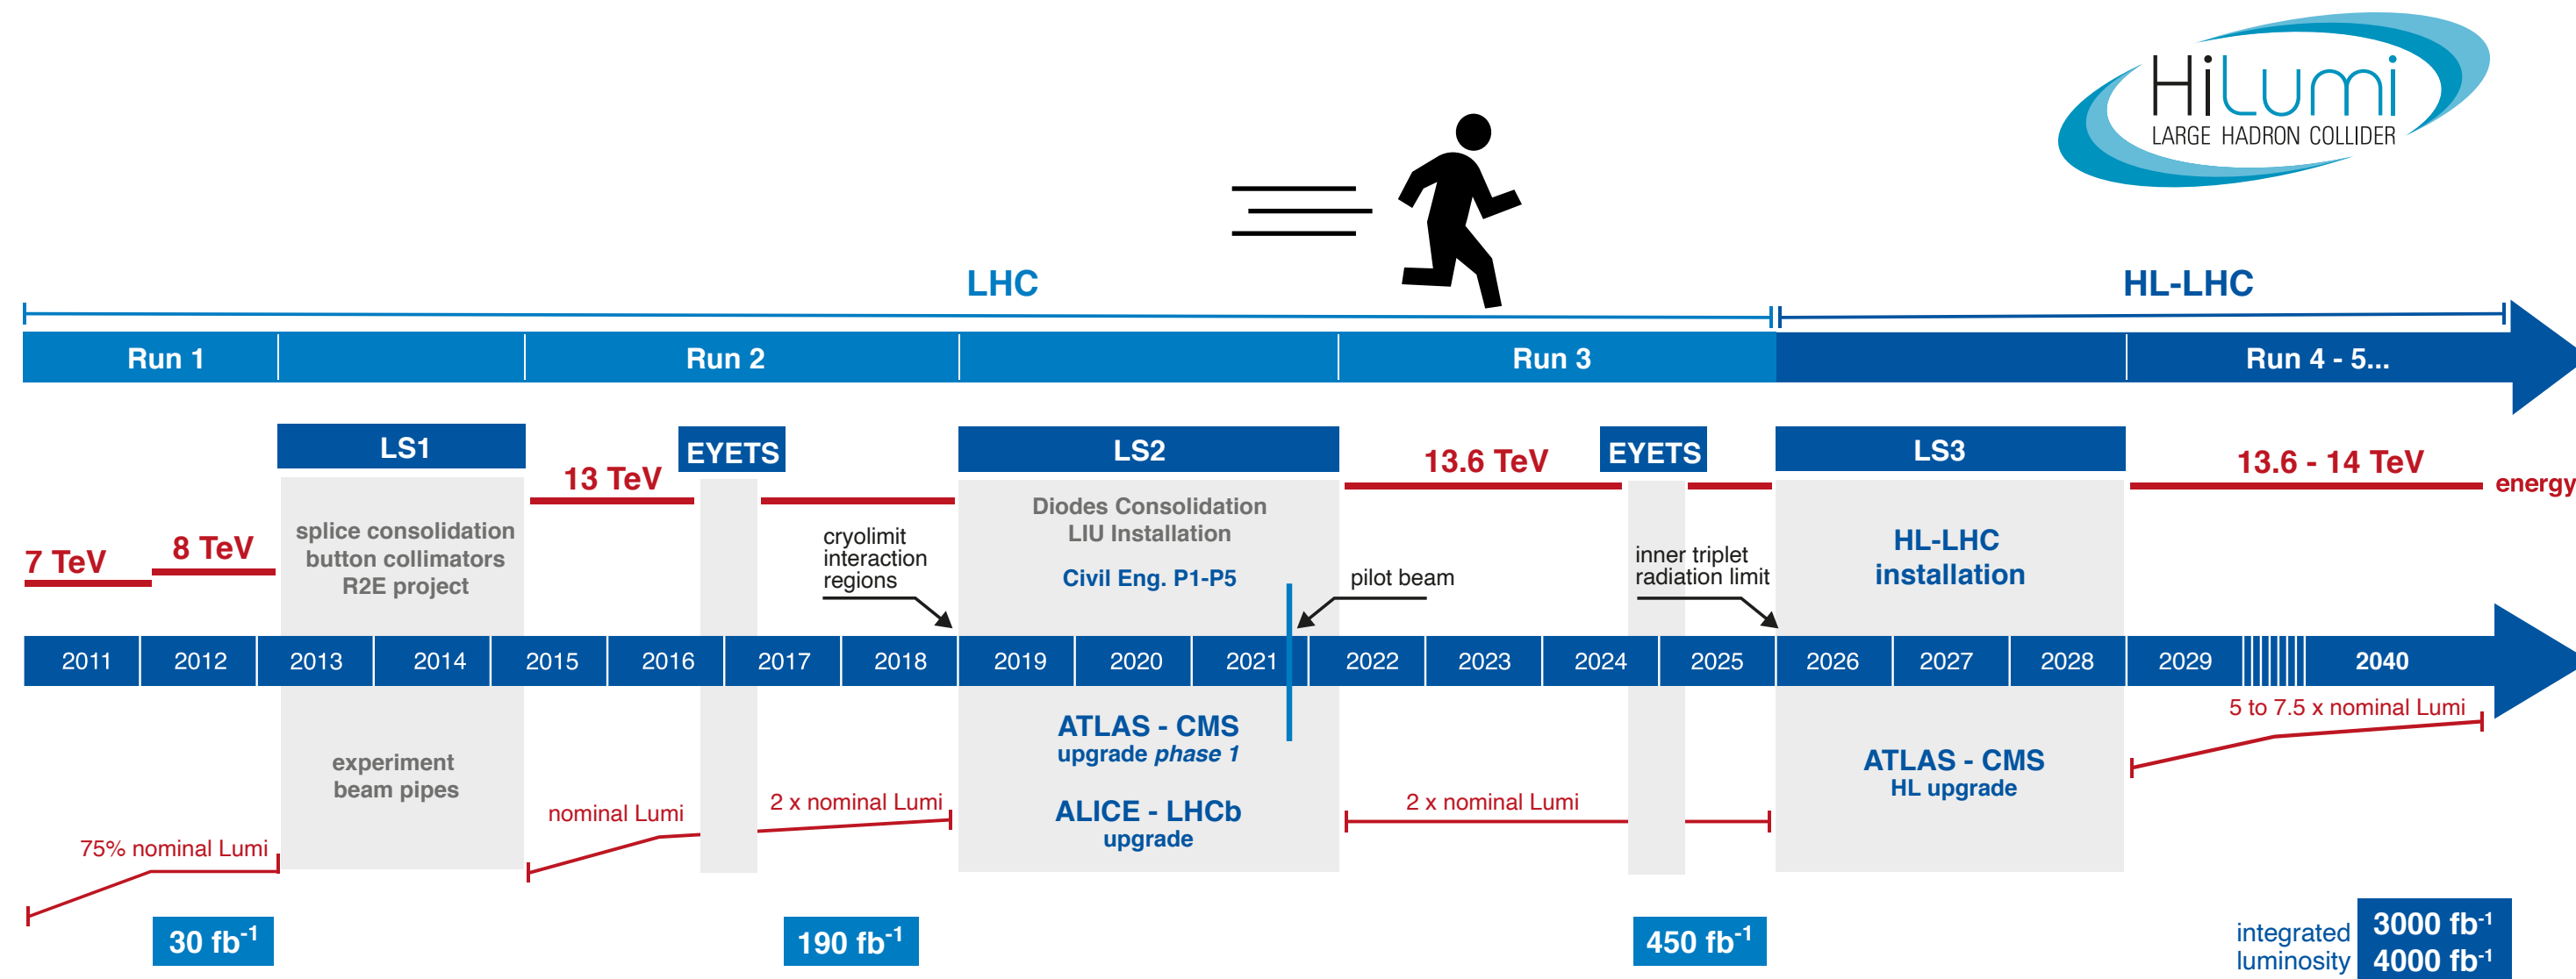 HiLumi
LARGE HADRON COLLIDER
LHC
HL-LHC
Run 1
Run 2
Run 3
Run 4 - 5...
LS1
EYETS
LS2
EYETS
LS3
13 TeV
13.6 TeV
13.6 - 14 TeV
energy
7 TeV
8 TeV
splice consolidation
button collimators
R2E project
cryolimit
interaction
regions
Diodes Consolidation
LIU Installation
Civil Eng. P1-P5
pilot beam
inner triplet
radiation limit
HL-LHC
installation
2011
2012
2013
2014
2015
2016
2017
2018
2019
2020
2021
2022
2023
2024
2025
2026
2027
2028
2029
2040
experiment
beam pipes
75% nominal Lumi
nominal Lumi
2 x nominal Lumi
ATLAS - CMS
upgrade phase 1
ALICE - LHCb
upgrade
2 x nominal Lumi
ATLAS - CMS
HL upgrade
5 to 7.5 x nominal Lumi
30 fb-1
190 fb-1
450 fb-1
integrated
luminosity
3000 fb-1
4000 fb-1